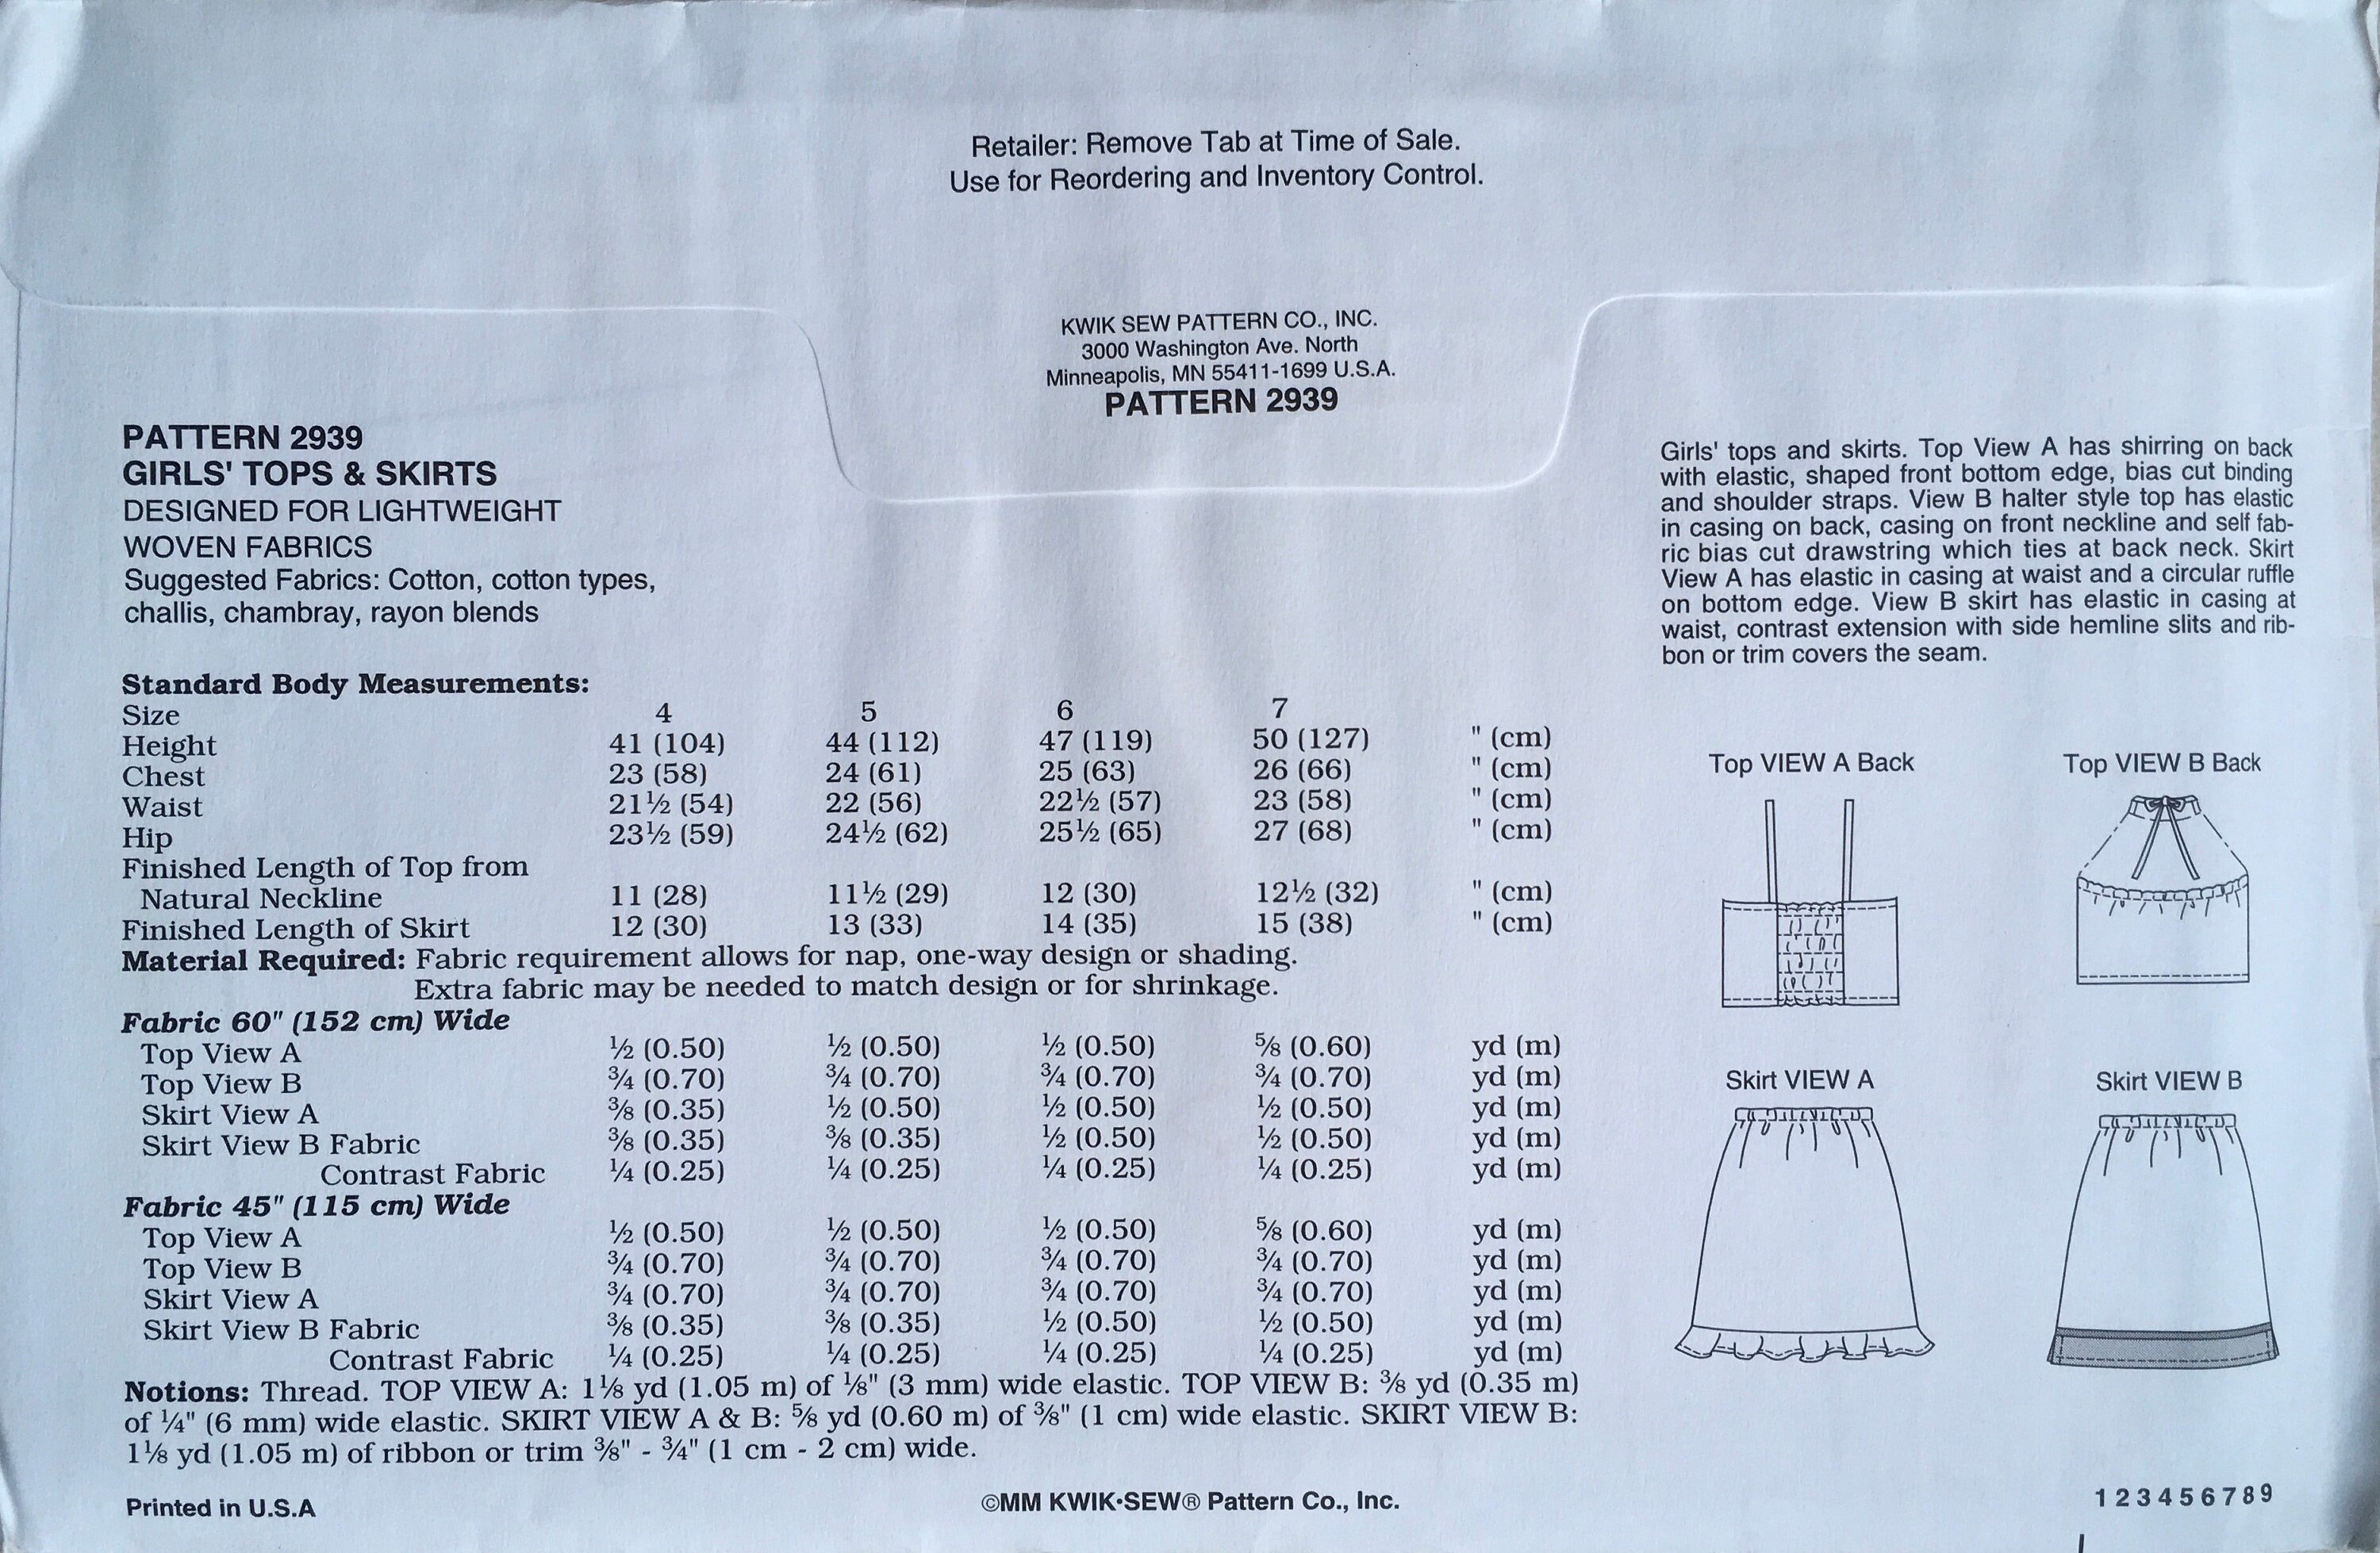 Retailer: Remove Tab at Time of Sale.
Use for Reordering and Inventory Control.
KWIK SEW PATTERN CO., INC.
3000 Washington Ave. North
Minneapolis, MN 55411-1699 U.S.A.
PATTERN 2939
PATTERN 2939
GIRLS' TOPS & SKIRTS
DESIGNED FOR LIGHTWEIGHT
WOVEN FABRICS
Suggested Fabrics: Cotton, cotton types,
challis, chambray, rayon blends
Girls' tops and skirts. Top View A has shirring on back
with elastic, shaped front bottom edge, bias cut binding
and shoulder straps. View B halter style top has elastic
in casing on back, casing on front neckline and self fab-
ric bias cut drawstring which ties at back neck. Skirt
View A has elastic in casing at waist and a circular ruffle
on bottom edge. View B skirt has elastic in casing at
waist, contrast extension with side hemline slits and rib-
bon or trim covers the seam.
Standard Body Measurements:
Size 4 5 6 7
Height 41 (104) 44 (112) 47 (119) 50 (127) " (cm)
Chest 23 (58) 24 (61) 25 (63) 26 (66) " (cm)
Waist 21½ (54) 22 (56) 22½ (57) 23 (58) " (cm)
Hip 23½ (59) 24½ (62) 25½ (65) 27 (68) " (cm)
Finished Length of Top from
Natural Neckline 11 (28) 11½ (29) 12 (30) 12½ (32) " (cm)
Finished Length of Skirt 12 (30) 13 (33) 14 (35) 15 (38) " (cm)
Material Required: Fabric requirement allows for nap, one-way design or shading.
Extra fabric may be needed to match design or for shrinkage.
Fabric 60" (152 cm) Wide
Top View A ½ (0.50) ½ (0.50) ½ (0.50) ⅝ (0.60) yd (m)
Top View B ¾ (0.70) ¾ (0.70) ¾ (0.70) ¾ (0.70) yd (m)
Skirt View A ⅜ (0.35) ½ (0.50) ½ (0.50) ½ (0.50) yd (m)
Skirt View B Fabric ⅜ (0.35) ⅜ (0.35) ½ (0.50) ½ (0.50) yd (m)
Contrast Fabric ¼ (0.25) ¼ (0.25) ¼ (0.25) ¼ (0.25) yd (m)
Fabric 45" (115 cm) Wide
Top View A ½ (0.50) ½ (0.50) ½ (0.50) ⅝ (0.60) yd (m)
Top View B ¾ (0.70) ¾ (0.70) ¾ (0.70) ¾ (0.70) yd (m)
Skirt View A ¾ (0.70) ¾ (0.70) ¾ (0.70) ¾ (0.70) yd (m)
Skirt View B Fabric ⅜ (0.35) ⅜ (0.35) ½ (0.50) ½ (0.50) yd (m)
Contrast Fabric ¼ (0.25) ¼ (0.25) ¼ (0.25) ¼ (0.25) yd (m)
Notions: Thread. TOP VIEW A: 1⅛ yd (1.05 m) of ⅛" (3 mm) wide elastic. TOP VIEW B: ⅜ yd (0.35 m)
of ¼" (6 mm) wide elastic. SKIRT VIEW A & B: ⅝ yd (0.60 m) of ⅜" (1 cm) wide elastic. SKIRT VIEW B:
1⅛ yd (1.05 m) of ribbon or trim ⅜" - ¾" (1 cm - 2 cm) wide.
Top VIEW A Back
Top VIEW B Back
Skirt VIEW A
Skirt VIEW B
Printed in U.S.A
©MM KWIK•SEW® Pattern Co., Inc.
1 2 3 4 5 6 7 8 9